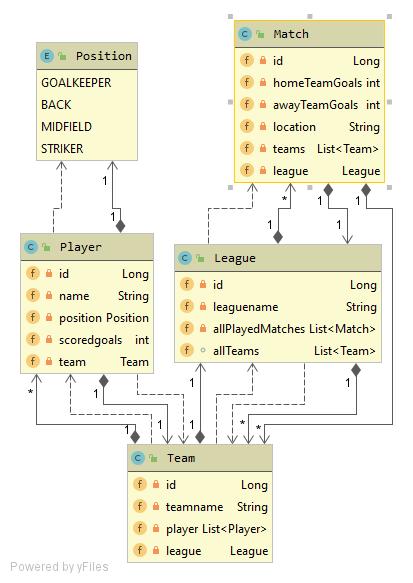 E Position
GOALKEEPER
BACK
MIDFIELD
STRIKER
C Match
f id Long
f homeTeamGoals int
f awayTeamGoals int
f location String
f teams List<Team>
f league League
1
1
*
1
1
1
1
C Player
f id Long
f name String
f position Position
f scoredgoals int
f team Team
C League
f id Long
f leaguename String
f allPlayedMatches List<Match>
f allTeams List<Team>
*
1
1
1
1
1
1
*
*
C Team
f id Long
f teamname String
f player List<Player>
f league League
Powered by yFiles